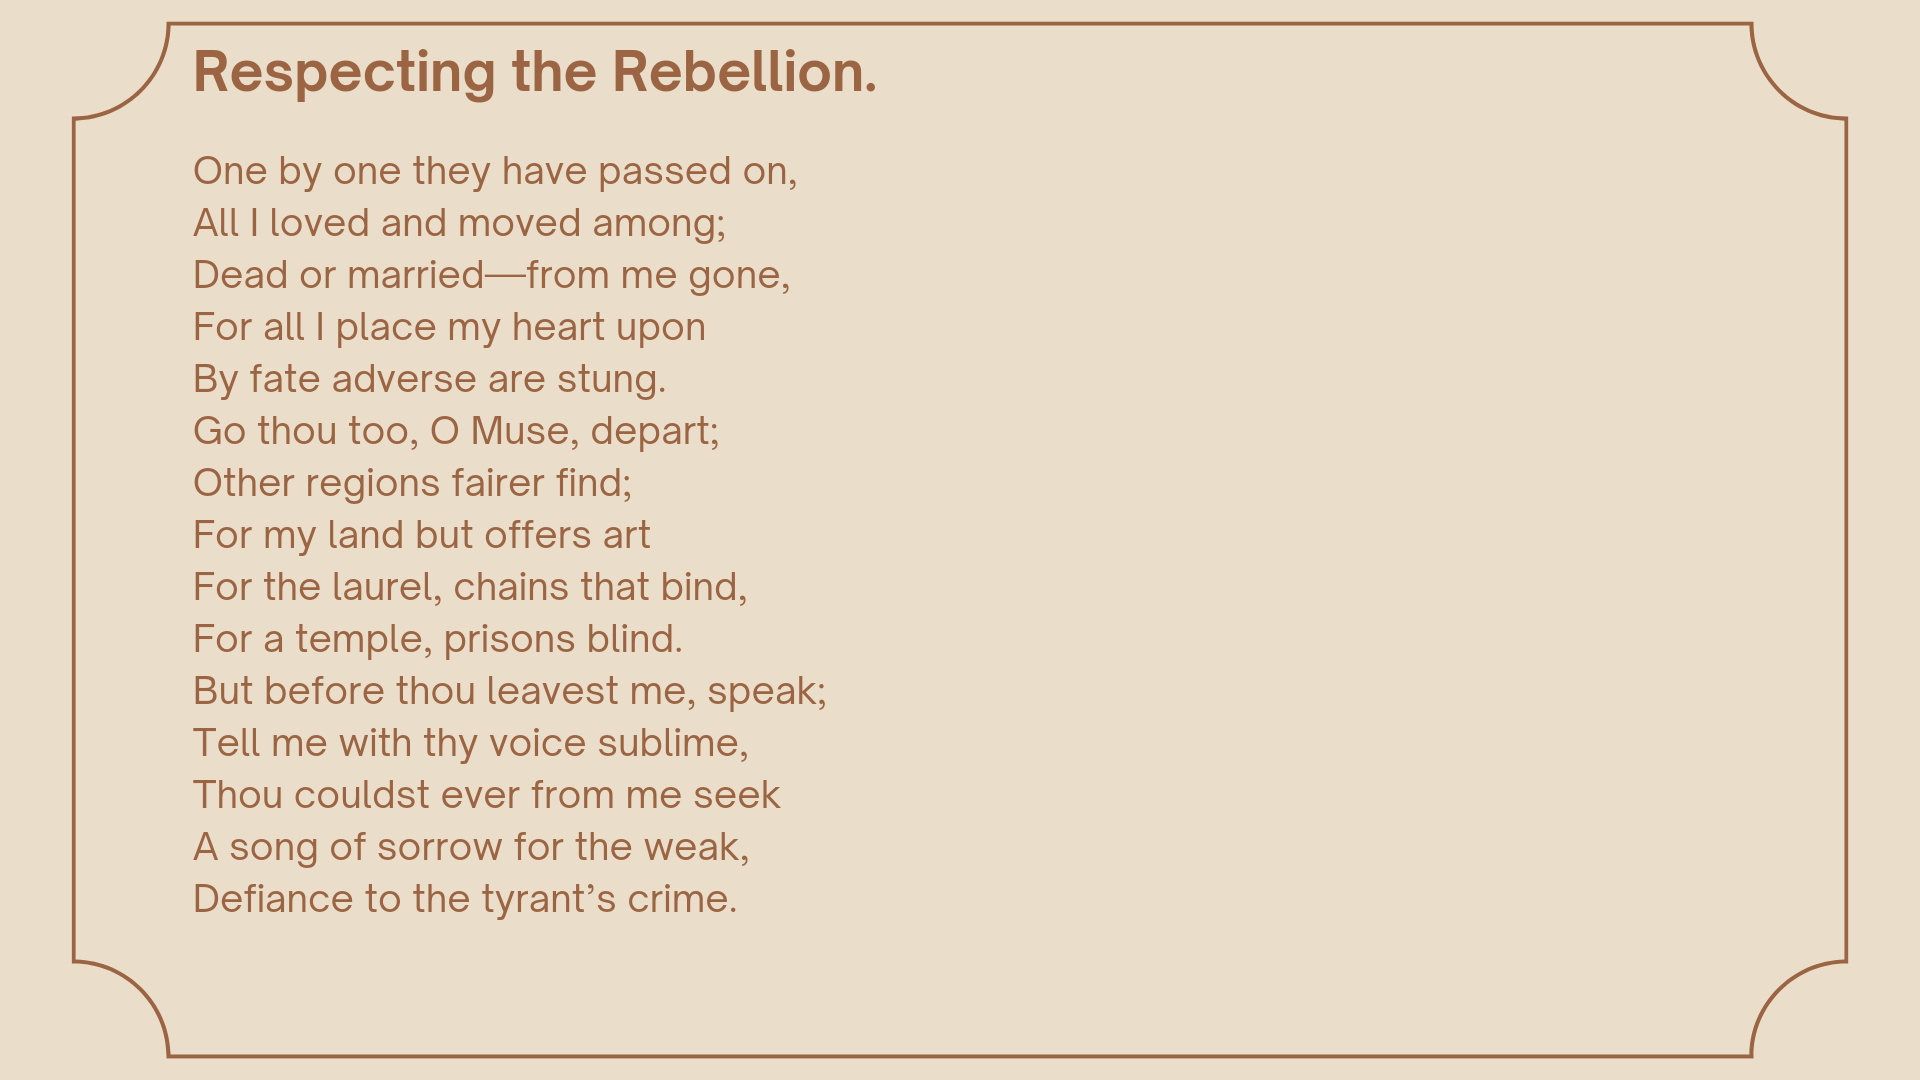 Respecting the Rebellion.
One by one they have passed on,
All I loved and moved among;
Dead or married—from me gone,
For all I place my heart upon
By fate adverse are stung.
Go thou too, O Muse, depart;
Other regions fairer find;
For my land but offers art
For the laurel, chains that bind,
For a temple, prisons blind.
But before thou leavest me, speak;
Tell me with thy voice sublime,
Thou couldst ever from me seek
A song of sorrow for the weak,
Defiance to the tyrant’s crime.